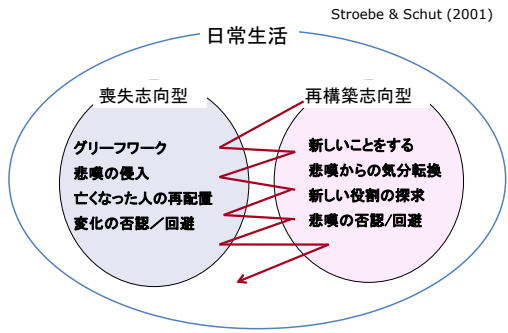 Stroebe & Schut (2001)
日常生活
喪失志向型
グリーフワーク
悲嘆の侵入
亡くなった人の再配置
変化の否認／回避
再構築志向型
新しいことをする
悲嘆からの気分転換
新しい役割の探求
悲嘆の否認/回避